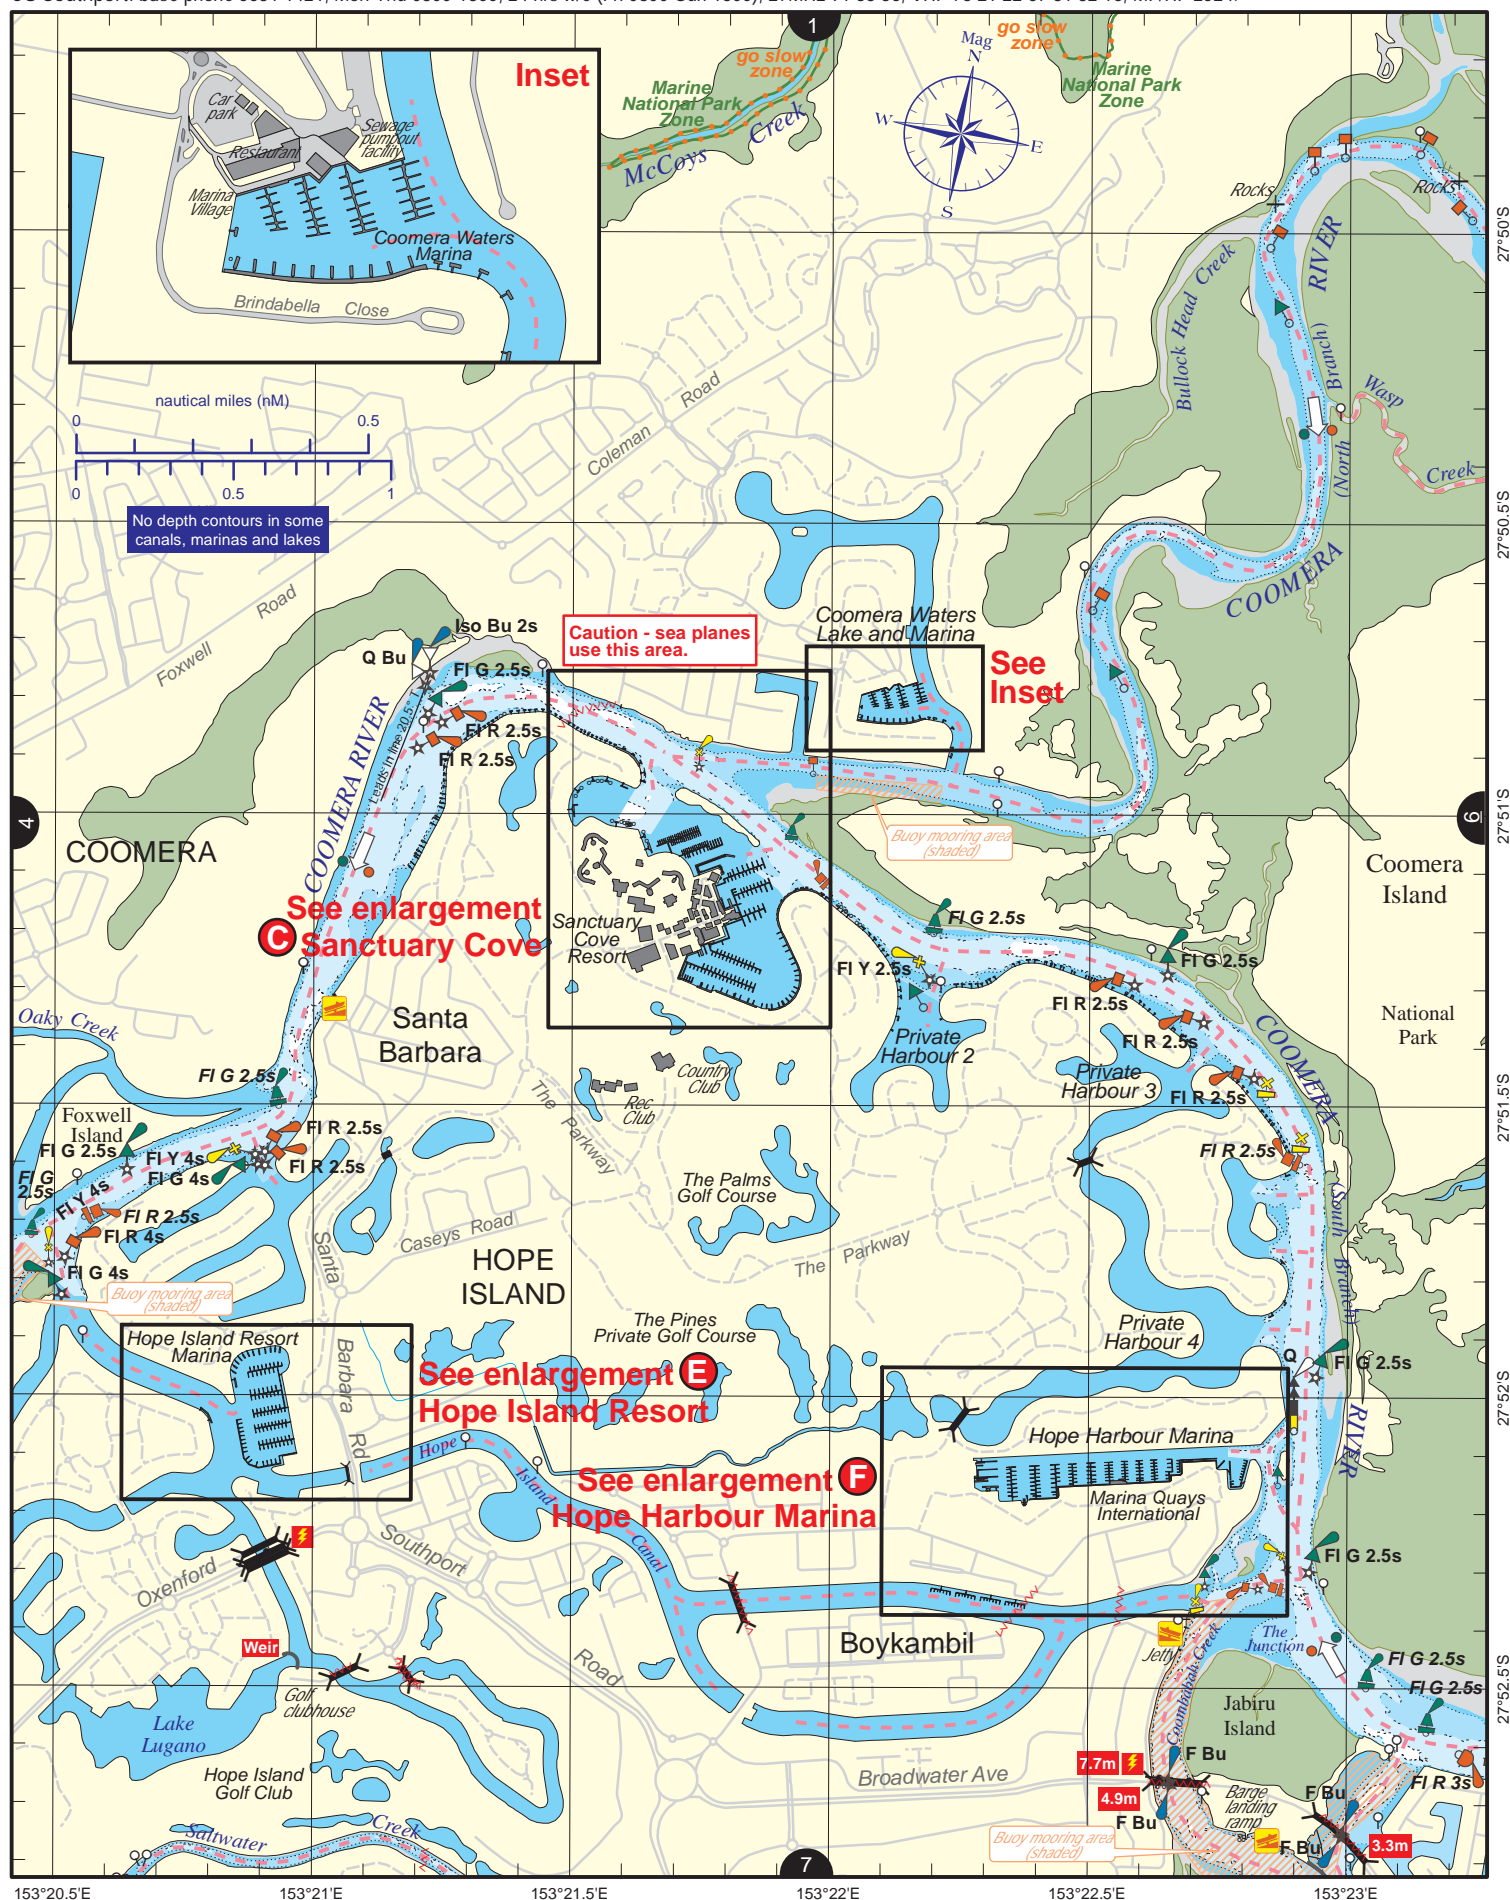 1
Inset
Car
park
Restaurant
Sewage
pumpout
facility
Marina
Village
Coomera Waters
Marina
Brindabella Close
go slow
zone
Marine
National Park
Zone
McCoys Creek
Mag
N
W
E
S
go slow
zone
Marine
National Park
Zone
Rocks
Rocks
27°50'S
Bullock Head Creek
RIVER
(North Branch)
Wasp
Creek
nautical miles (nM)
0 0.5
0 0.5 1
No depth contours in some
canals, marinas and lakes
Coleman Road
Foxwell Road
27°50.5'S
COOMERA
Iso Bu 2s
Q Bu
Fl G 2.5s
Fl R 2.5s
Fl R 2.5s
Leads in line 20.5°T
COOMERA RIVER
Caution - sea planes
use this area.
Coomera Waters
Lake and Marina
See
Inset
4
6
27°51'S
COOMERA
Buoy mooring area
(shaded)
Coomera
Island
See enlargement
C
Sanctuary Cove
Sanctuary
Cove
Resort
Fl G 2.5s
Fl Y 2.5s
Fl G 2.5s
Fl R 2.5s
Fl R 2.5s
Private
Harbour 2
National
Park
Oaky Creek
Santa
Barbara
Country
Club
Rec
Club
The Parkway
Private
Harbour 3
Fl R 2.5s
COOMERA
27°51.5'S
Fl G 2.5s
Foxwell
Island
Fl G 2.5s
Fl R 2.5s
Fl Y 4s
Fl G 4s
Fl R 2.5s
Fl R 2.5s
Fl G
2.5s
Fl Y 4s
Fl R 2.5s
Fl R 4s
Fl G 4s
Buoy mooring area
(shaded)
The Palms
Golf Course
Caseys Road
HOPE
ISLAND
The Parkway
(South Branch)
Santa Barbara Rd
The Pines
Private Golf Course
Private
Harbour 4
Hope Island Resort
Marina
See enlargement
E
Hope Island Resort
Q
Fl G 2.5s
27°52'S
RIVER
Hope Island Canal
See enlargement
F
Hope Harbour Marina
Hope Harbour Marina
Marina Quays
International
Oxenford
Southport
Road
Fl G 2.5s
Weir
Golf
clubhouse
Boykambil
Jetty
The
Junction
Coombabah Creek
Fl G 2.5s
Fl G 2.5s
27°52.5'S
Jabiru
Island
Lake
Lugano
Hope Island
Golf Club
Broadwater Ave
7.7m
F Bu
4.9m
F Bu
Barge
landing
ramp
F Bu
F Bu
Fl R 3s
3.3m
Buoy mooring area
(shaded)
Saltwater Creek
7
153°20.5'E
153°21'E
153°21.5'E
153°22'E
153°22.5'E
153°23'E